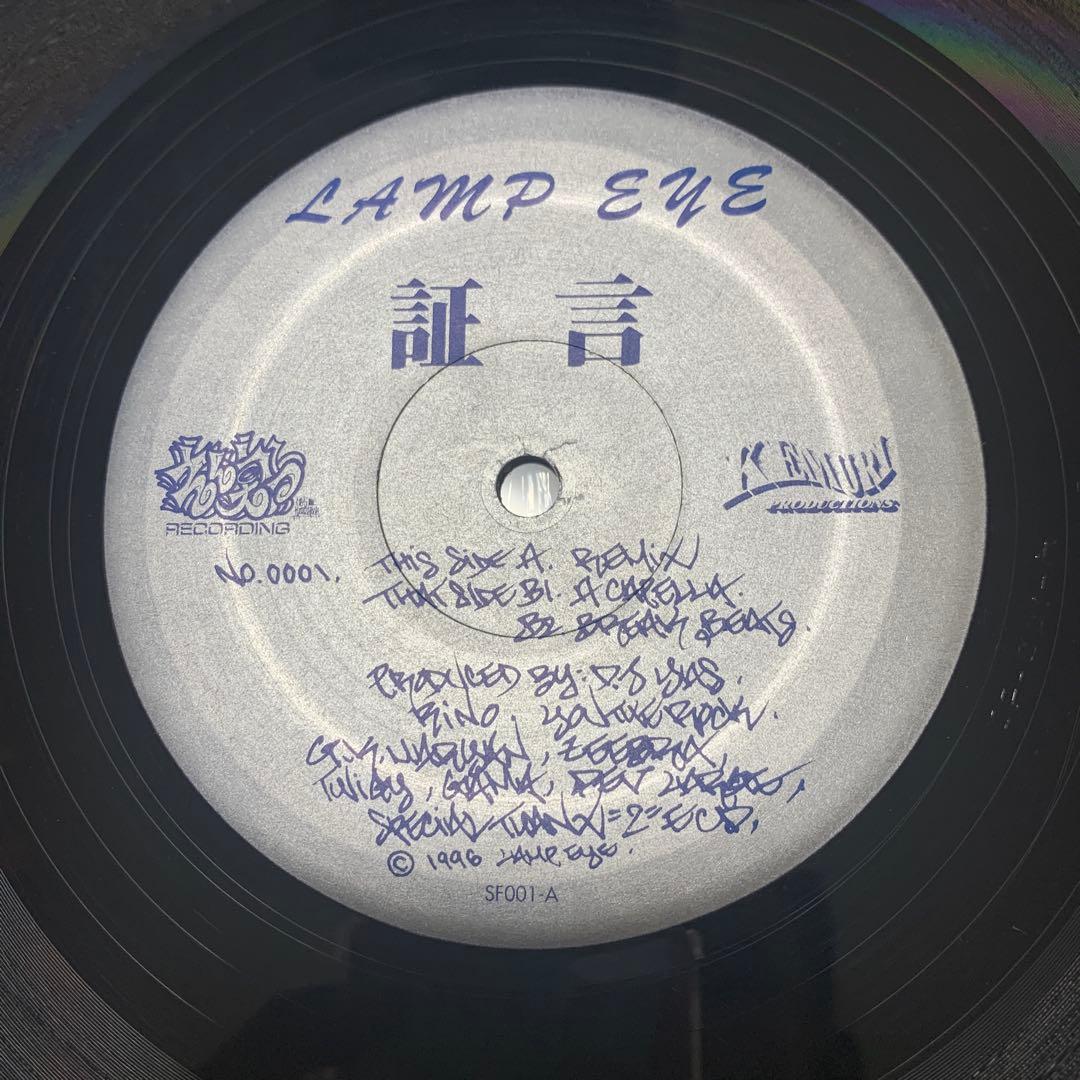 LAMP EYE
証言
RECORDING
KEMURI
PRODUCTIONS
NO.0001.
THiS SiDE A. REMiX
THAT SiDE B1. A CAPELLA.
B2 BREAK BEATS.
PRODUCED BY: D.J YAS.
RiNO, YOU THE ROCK.
G.K.MARYAN, ZEEBRA,
TWiGY, GAMA, DEV LARGE,
SPECIAL THANX=2=ECD,
© 1996 LAMP EYE.
SF001-A